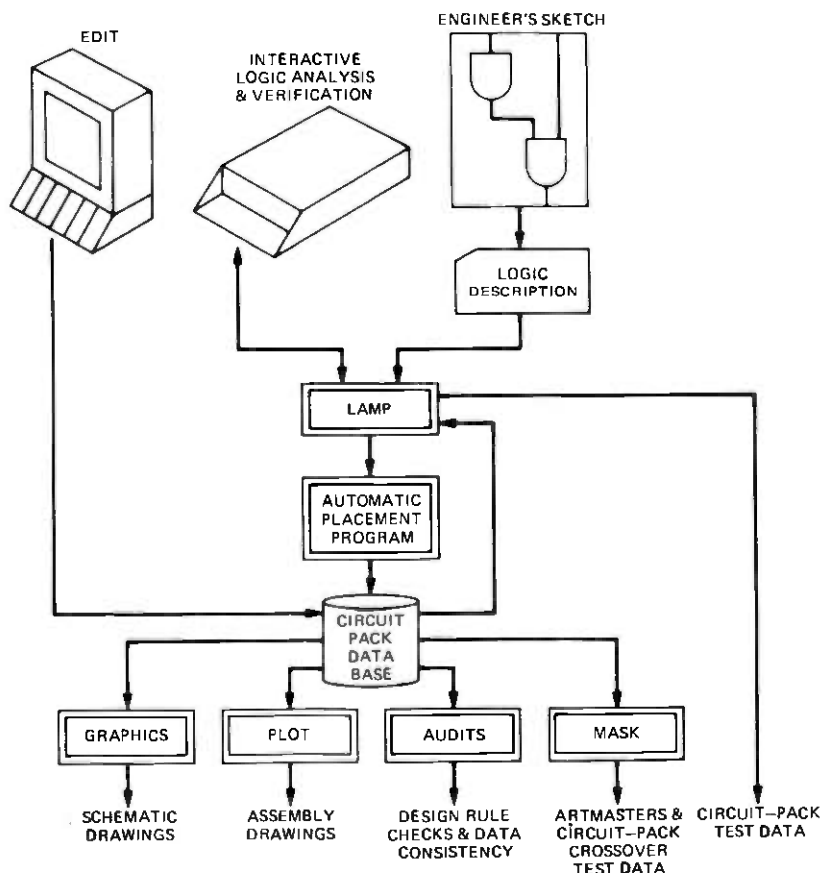 EDIT
INTERACTIVE
LOGIC ANALYSIS
& VERIFICATION
ENGINEER'S SKETCH
LOGIC
DESCRIPTION
LAMP
AUTOMATIC
PLACEMENT
PROGRAM
CIRCUIT
PACK
DATA
BASE
GRAPHICS
PLOT
AUDITS
MASK
SCHEMATIC
DRAWINGS
ASSEMBLY
DRAWINGS
DESIGN RULE
CHECKS & DATA
CONSISTENCY
ARTMASTERS &
CIRCUIT–PACK
CROSSOVER
TEST DATA
CIRCUIT–PACK
TEST DATA